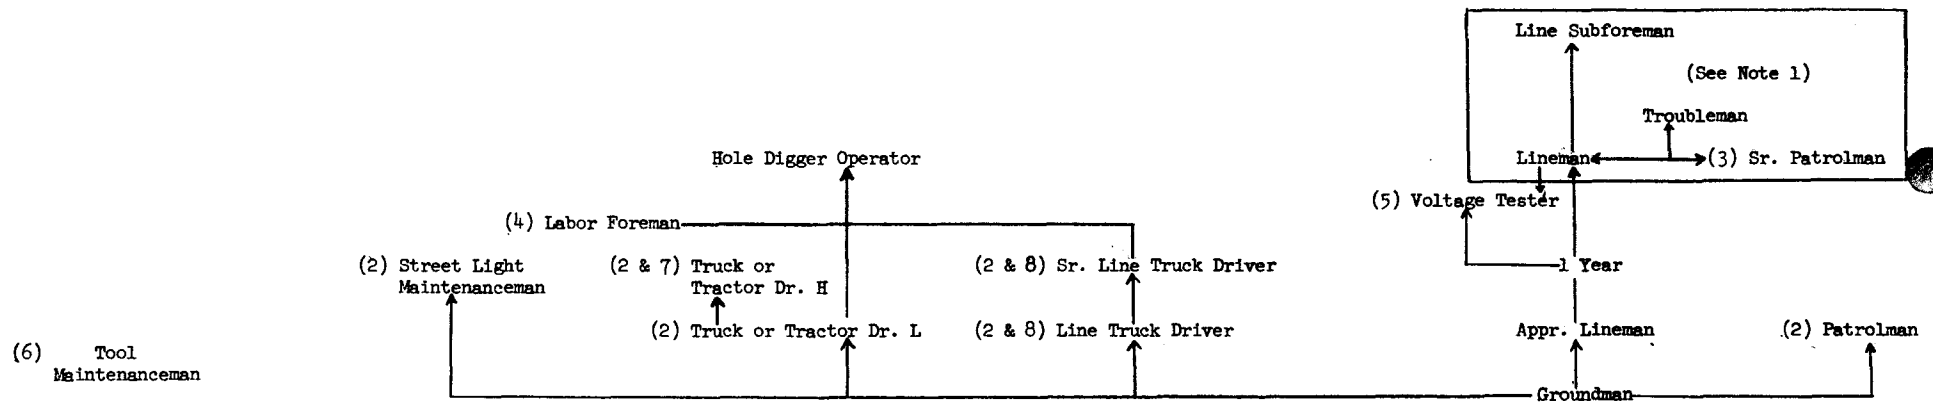 Line Subforeman
(See Note 1)
Troubleman
Hole Digger Operator
Lineman
(3) Sr. Patrolman
(5) Voltage Tester
(4) Labor Foreman
(2) Street Light
Maintenanceman
(2 & 7) Truck or
Tractor Dr. H
(2 & 8) Sr. Line Truck Driver
1 Year
(2) Truck or Tractor Dr. L
(2 & 8) Line Truck Driver
Appr. Lineman
(2) Patrolman
(6) Tool
Maintenanceman
Groundman